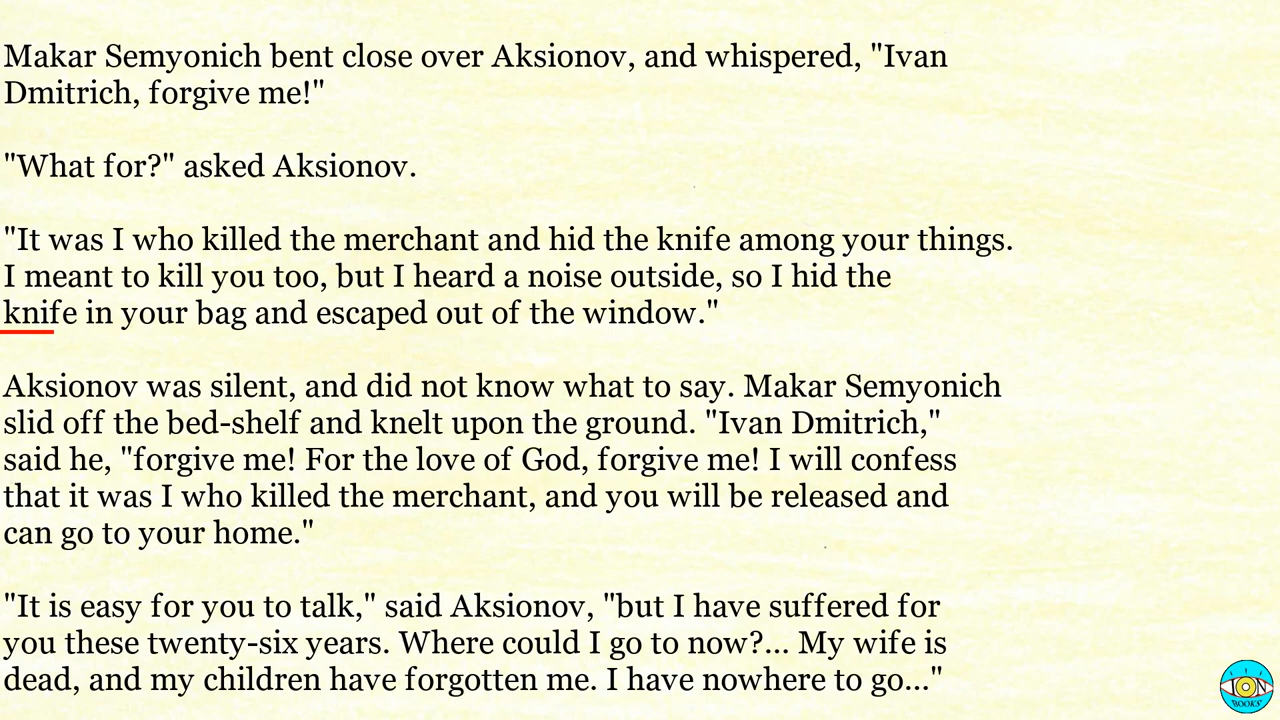 Makar Semyonich bent close over Aksionov, and whispered, "Ivan
Dmitrich, forgive me!"
"What for?" asked Aksionov.
"It was I who killed the merchant and hid the knife among your things.
I meant to kill you too, but I heard a noise outside, so I hid the
knife in your bag and escaped out of the window."
Aksionov was silent, and did not know what to say. Makar Semyonich
slid off the bed-shelf and knelt upon the ground. "Ivan Dmitrich,"
said he, "forgive me! For the love of God, forgive me! I will confess
that it was I who killed the merchant, and you will be released and
can go to your home."
"It is easy for you to talk," said Aksionov, "but I have suffered for
you these twenty-six years. Where could I go to now?... My wife is
dead, and my children have forgotten me. I have nowhere to go..."
ION
BOOKS